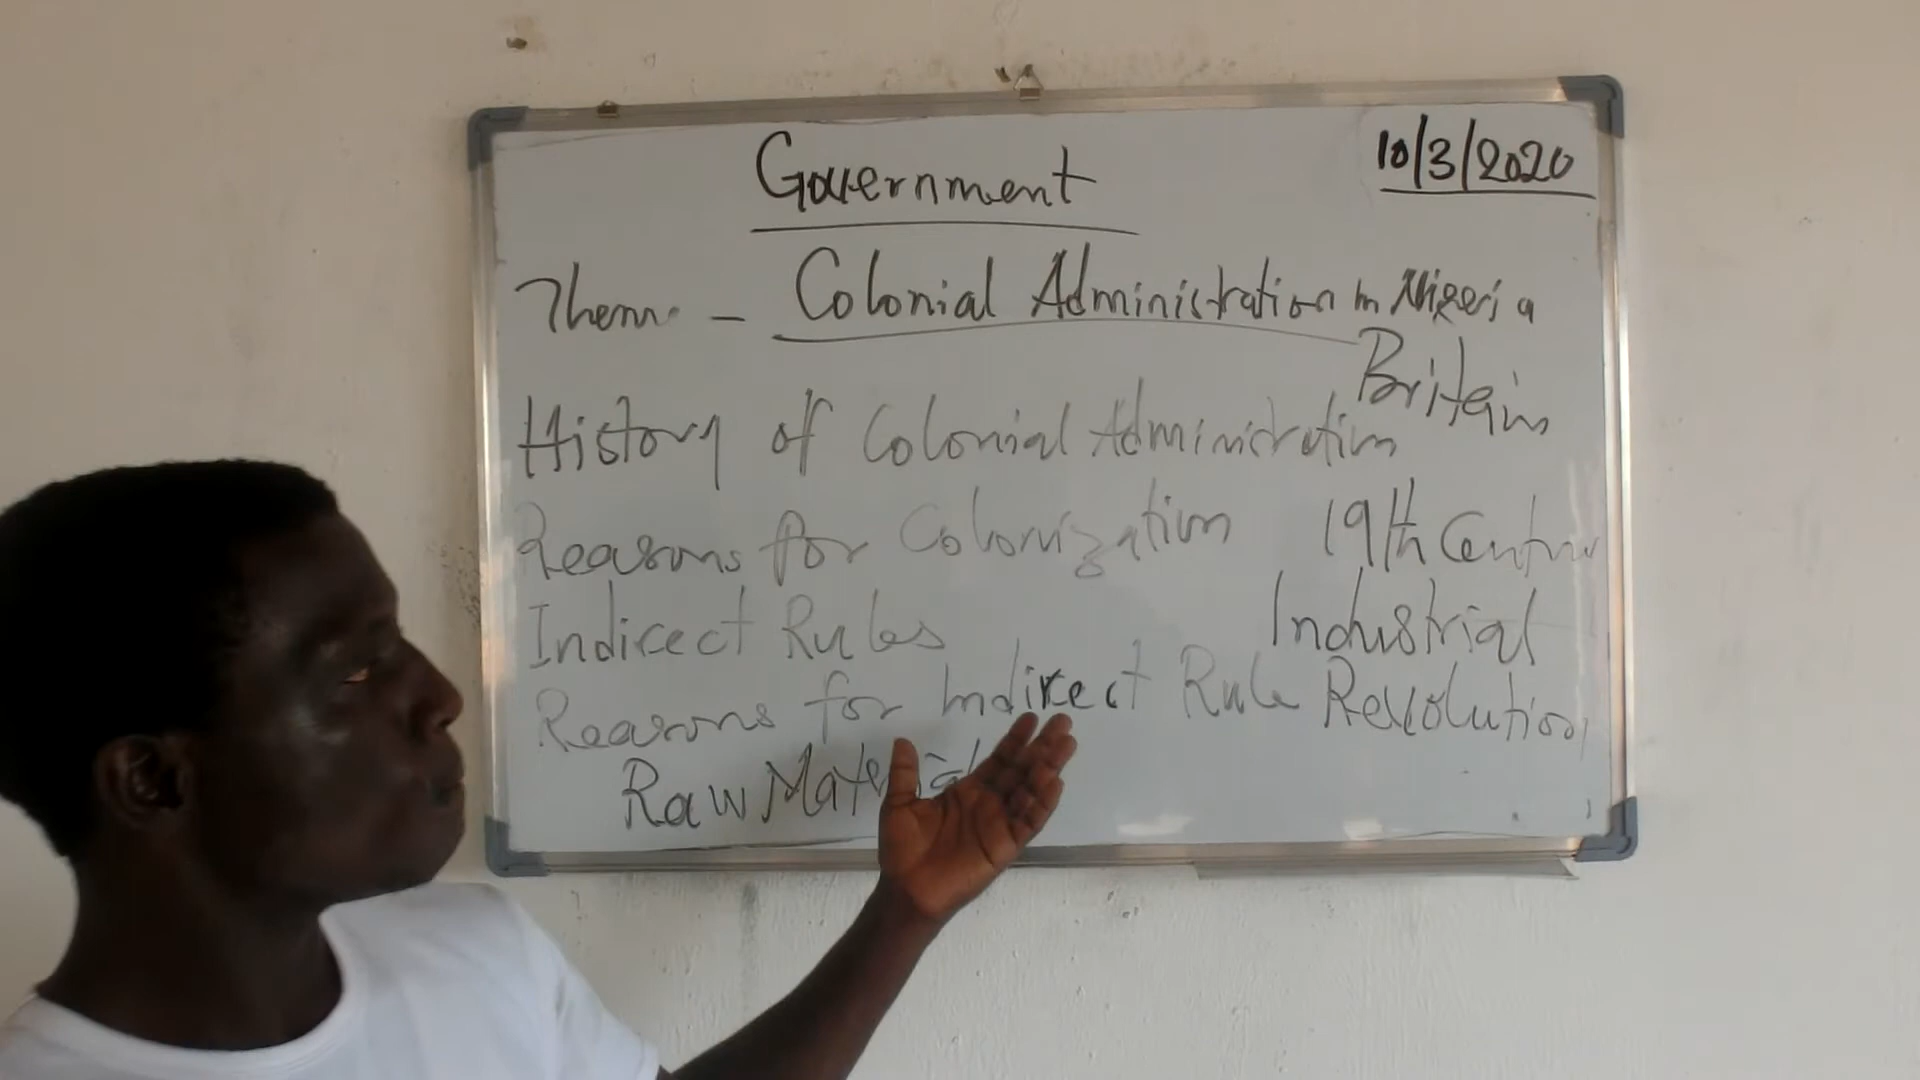 Government
10/3/2020
Theme - Colonial Administration in Nigeria
Britain
History of Colonial Administration
Reasons for Colonization
19th Century
Indirect Rules
Industrial
Reasons for Indirect Rule
Revolution
Raw Material